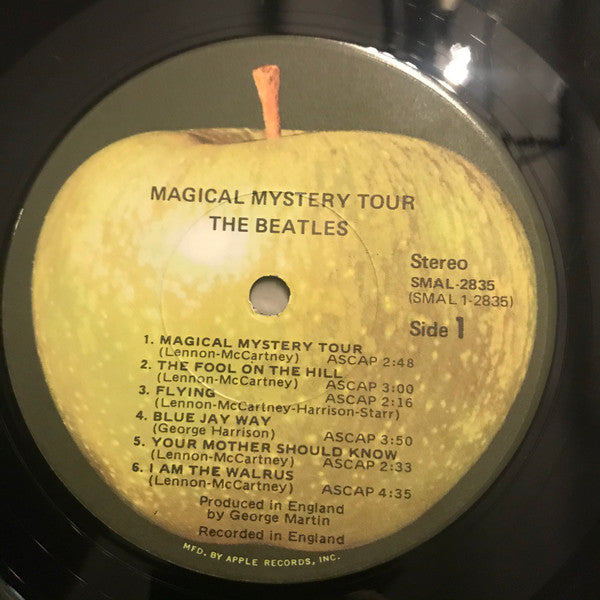 MAGICAL MYSTERY TOUR
THE BEATLES
Stereo
SMAL-2835
(SMAL 1-2835)
Side 1
1. MAGICAL MYSTERY TOUR
(Lennon-McCartney) ASCAP 2:48
2. THE FOOL ON THE HILL
(Lennon-McCartney) ASCAP 3:00
3. FLYING ASCAP 2:16
(Lennon-McCartney-Harrison-Starr)
4. BLUE JAY WAY
(George Harrison) ASCAP 3:50
5. YOUR MOTHER SHOULD KNOW
(Lennon-McCartney) ASCAP 2:33
6. I AM THE WALRUS
(Lennon-McCartney) ASCAP 4:35
Produced in England
by George Martin
Recorded in England
MFD. BY APPLE RECORDS, INC.